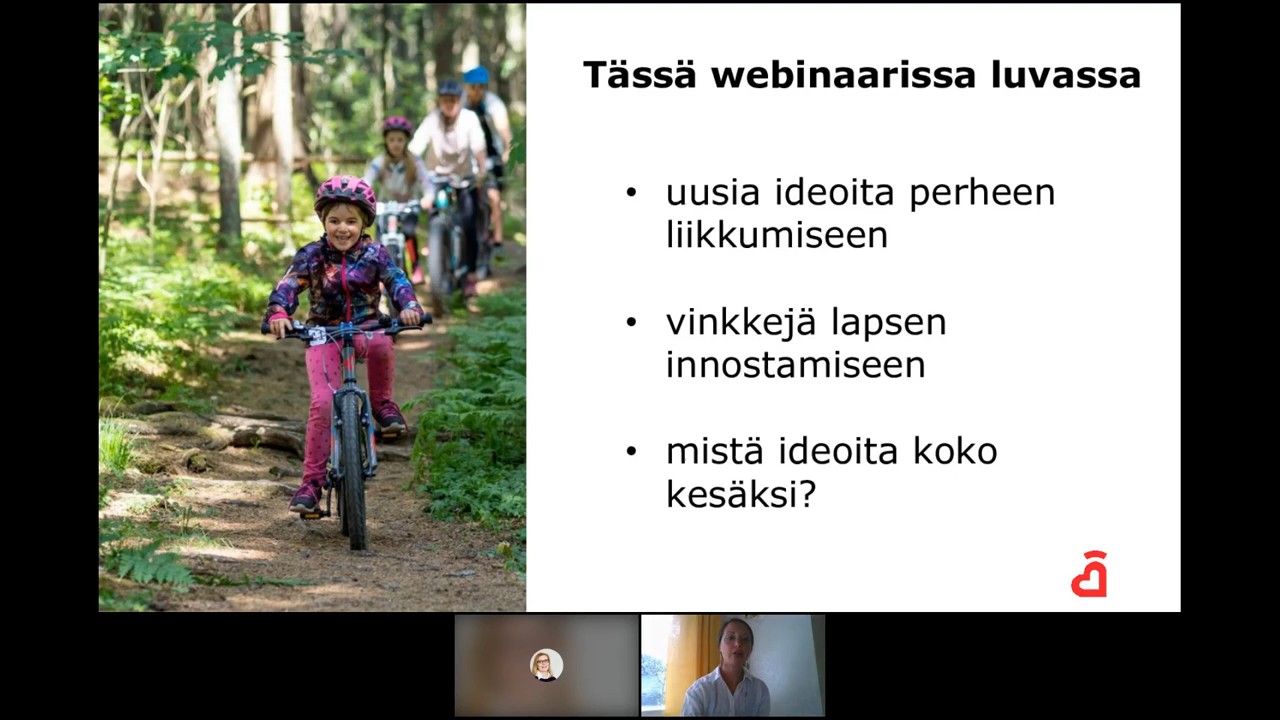 Tässä webinaarissa luvassa
• uusia ideoita perheen
liikkumiseen
• vinkkejä lapsen
innostamiseen
• mistä ideoita koko
kesäksi?